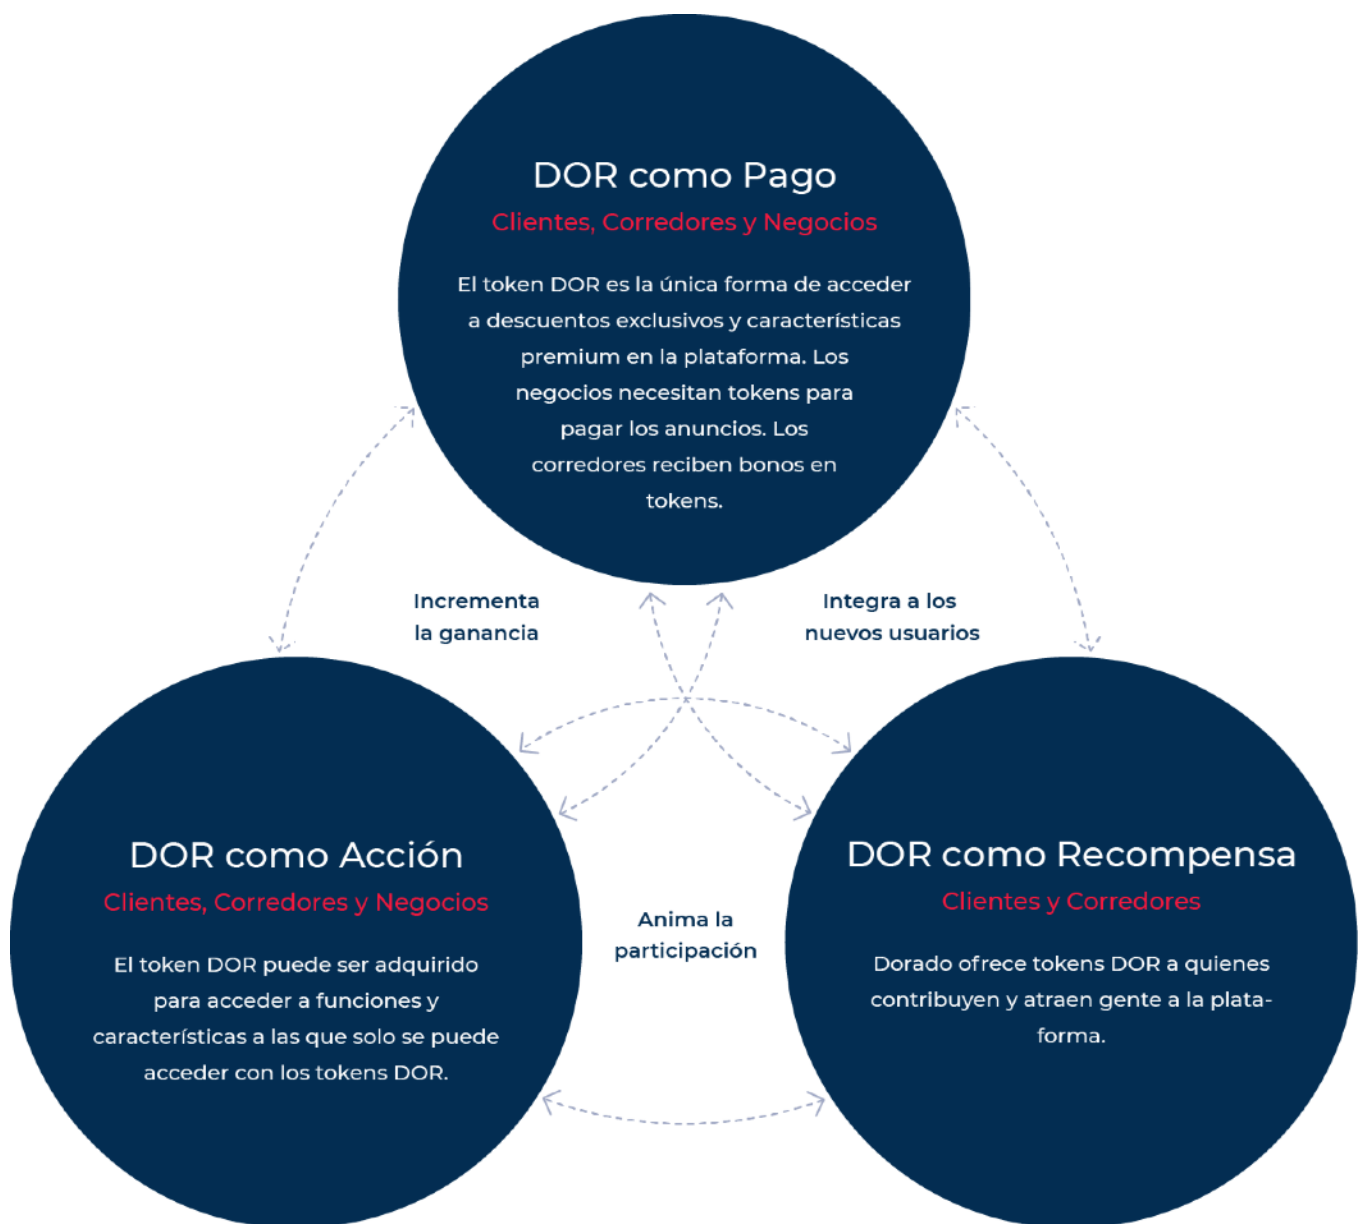 DOR como Pago
Clientes, Corredores y Negocios
El token DOR es la única forma de acceder
a descuentos exclusivos y características
premium en la plataforma. Los
negocios necesitan tokens para
pagar los anuncios. Los
corredores reciben bonos en
tokens.
Incrementa
la ganancia
Integra a los
nuevos usuarios
DOR como Acción
Clientes, Corredores y Negocios
El token DOR puede ser adquirido
para acceder a funciones y
características a las que solo se puede
acceder con los tokens DOR.
Anima la
participación
DOR como Recompensa
Clientes y Corredores
Dorado ofrece tokens DOR a quienes
contribuyen y atraen gente a la plata-
forma.